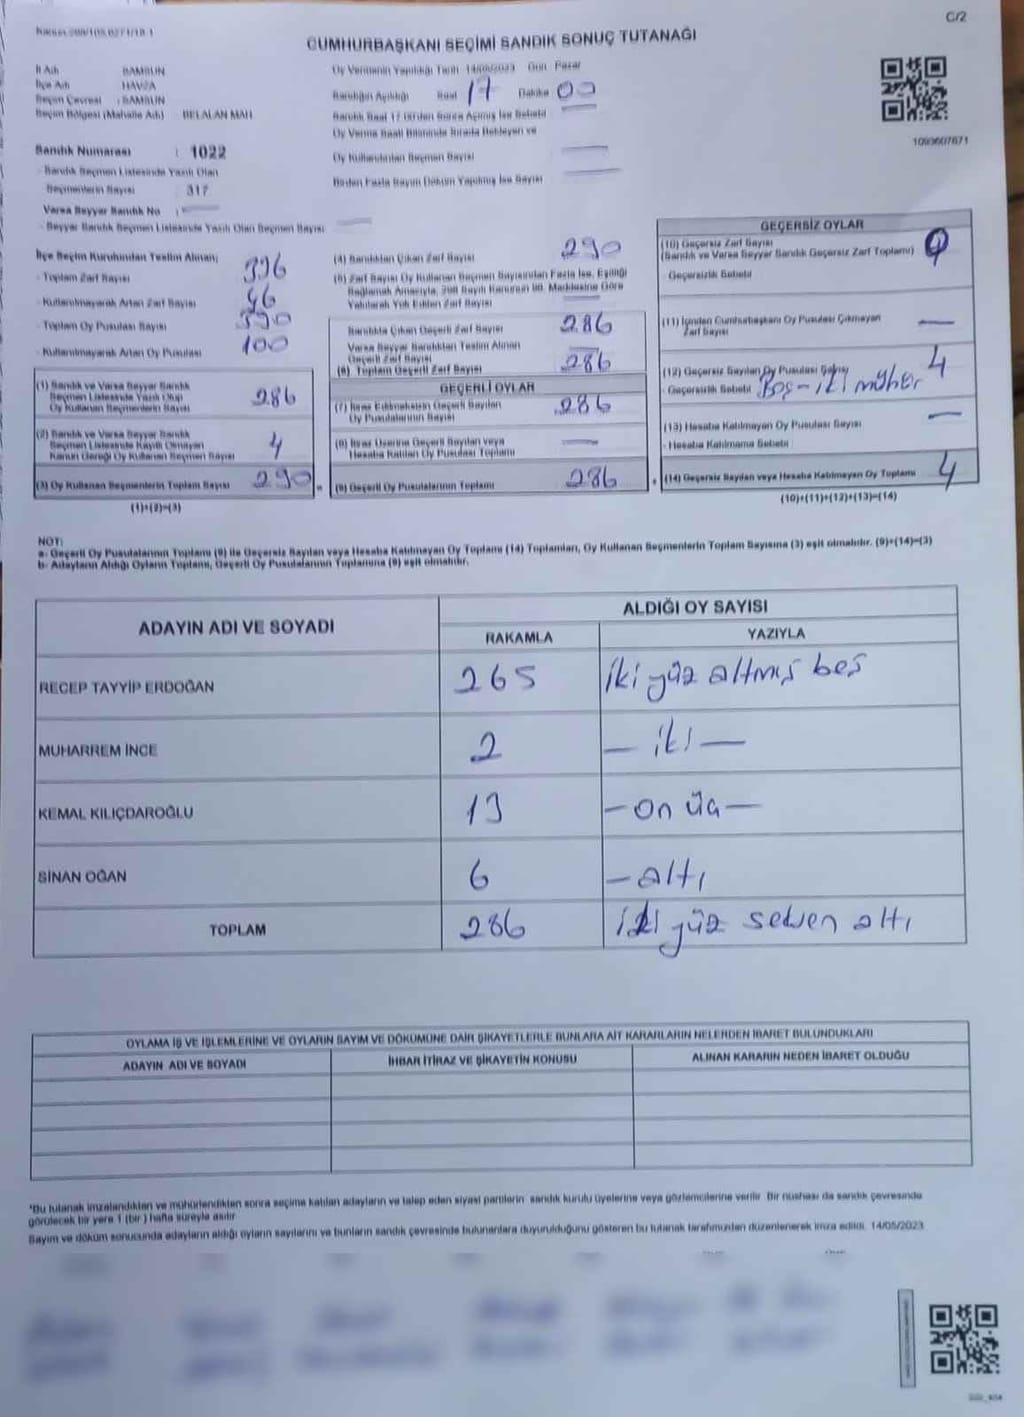 C/2
CUMHURBAŞKANI SEÇİMİ SANDIK SONUÇ TUTANAĞI
İl Adı : SAMSUN
İlçe Adı : HAVZA
Seçim Çevresi : SAMSUN
Seçim Bölgesi (Mahalle Adı) BELALAN MAH
Sandık Numarası : 1022
Sandık Seçmen Listesinde Yazılı Olan
Seçmenlerin Sayısı : 317
Varsa Seyyar Sandık No : —
- Seyyar Sandık Seçmen Listesinde Yazılı Olan Seçmen Sayısı —
Oy Vermenin Yapıldığı Tarih 14/05/2023 Gün Pazar
Sandığın Açıldığı Saat 17 Dakika 00
Sandık Saat 17.00'den Sonra Açılmış İse Sebebi —
Oy Verme Saati Bitiminde Sırada Bekleyen ve
Oy Kullandırılan Seçmen Sayısı —
Birden Fazla Sayım Döküm Yapılmış İse Sayısı —
1093607671
İlçe Seçim Kurulundan Teslim Alınan;
- Toplam Zarf Sayısı 336
- Kullanılmayarak Artan Zarf Sayısı 46
- Toplam Oy Pusulası Sayısı 390
- Kullanılmayarak Artan Oy Pusulası 100
(1) Sandık ve Varsa Seyyar Sandık
Seçmen Listesinde Yazılı Olup
Oy Kullanan Seçmenlerin Sayısı 286
(2) Sandık ve Varsa Seyyar Sandık
Seçmen Listesinde Kayıtlı Olmayan
Kanun Gereği Oy Kullanan Seçmen Sayısı 4
(3) Oy Kullanan Seçmenlerin Toplam Sayısı 290
(1)+(2)=(3)
(4) Sandıktan Çıkan Zarf Sayısı 290
(5) Zarf Sayısı Oy Kullanan Seçmen Sayısından Fazla İse, Eşitliği
Sağlamak Amacıyla, 298 Sayılı Kanunun 98. Maddesine Göre
Yakılarak Yok Edilen Zarf Sayısı —
Sandıkta Çıkan Geçerli Zarf Sayısı 286
Varsa Seyyar Sandıktan Teslim Alınan
Geçerli Zarf Sayısı —
(6) Toplam Geçerli Zarf Sayısı 286
GEÇERLİ OYLAR
(7) İtiraz Edilmeksizin Geçerli Sayılan
Oy Pusulalarının Sayısı 286
(8) İtiraz Üzerine Geçerli Sayılan veya
Hesaba Katılan Oy Pusulası Toplamı —
(9) Geçerli Oy Pusulalarının Toplamı 286
GEÇERSİZ OYLAR
(10) Geçersiz Zarf Sayısı
(Sandık ve Varsa Seyyar Sandık Geçersiz Zarf Toplamı)
- Geçersizlik Sebebi
(11) İçinden Cumhurbaşkanı Oy Pusulası Çıkmayan
Zarf Sayısı —
(12) Geçersiz Sayılan Oy Pusulası Sayısı 4
- Geçersizlik Sebebi Boş - iki mühür
(13) Hesaba Katılmayan Oy Pusulası Sayısı —
- Hesaba Katılmama Sebebi
(14) Geçersiz Sayılan veya Hesaba Katılmayan Oy Toplamı 4
(10)+(11)+(12)+(13)=(14)
NOT:
a- Geçerli Oy Pusulalarının Toplamı (9) ile Geçersiz Sayılan veya Hesaba Katılmayan Oy Toplamı (14) Toplamları, Oy Kullanan Seçmenlerin Toplam Sayısına (3) eşit olmalıdır. (9)+(14)=(3)
b- Adayların Aldığı Oyların Toplamı, Geçerli Oy Pusulalarının Toplamına (9) eşit olmalıdır.
ADAYIN ADI VE SOYADI
ALDIĞI OY SAYISI
RAKAMLA YAZIYLA
RECEP TAYYİP ERDOĞAN 265 iki yüz altmış beş
MUHARREM İNCE 2 — iki —
KEMAL KILIÇDAROĞLU 13 — on üç —
SİNAN OĞAN 6 — altı
TOPLAM 286 iki yüz seksen altı
OYLAMA İŞ VE İŞLEMLERİNE VE OYLARIN SAYIM VE DÖKÜMÜNE DAİR ŞİKAYETLERLE BUNLARA AİT KARARLARIN NELERDEN İBARET BULUNDUKLARI
ADAYIN ADI VE SOYADI İHBAR İTİRAZ VE ŞİKAYETİN KONUSU ALINAN KARARIN NEDEN İBARET OLDUĞU
*Bu tutanak imzalandıktan ve mühürlendikten sonra seçime katılan adayların ve talep eden siyasi partilerin sandık kurulu üyelerine veya gözlemcilerine verilir. Bir nüshası da sandık çevresinde
görülecek bir yere 1 (bir ) hafta süreyle asılır
Sayım ve döküm sonucunda adayların aldığı oyların sayılarını ve bunların sandık çevresinde bulunanlara duyurulduğunu gösteren bu tutanak tarafımızdan düzenlenerek imza edildi. 14/05/2023